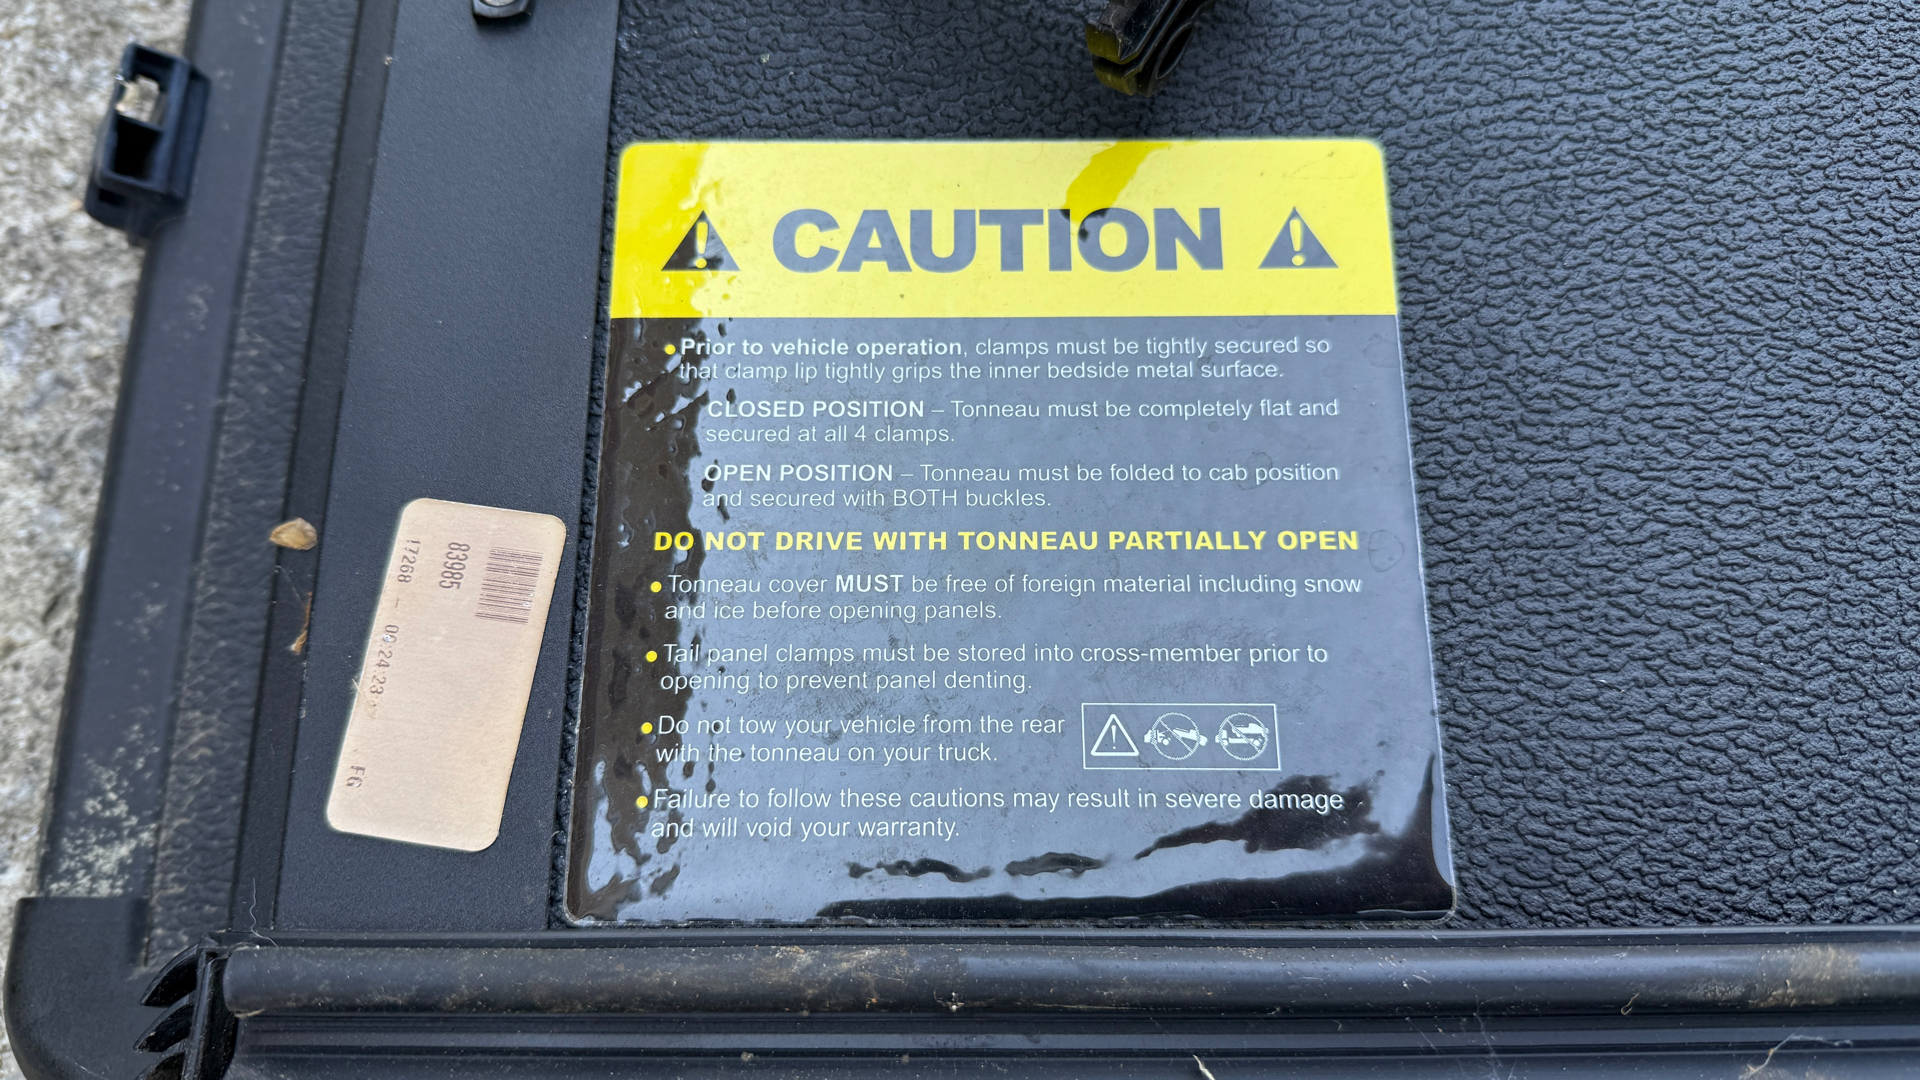 CAUTION
Prior to vehicle operation, clamps must be tightly secured so
that clamp lip tightly grips the inner bedside metal surface.
CLOSED POSITION – Tonneau must be completely flat and
secured at all 4 clamps.
OPEN POSITION – Tonneau must be folded to cab position
and secured with BOTH buckles.
DO NOT DRIVE WITH TONNEAU PARTIALLY OPEN
Tonneau cover MUST be free of foreign material including snow
and ice before opening panels.
Tail panel clamps must be stored into cross-member prior to
opening to prevent panel denting.
Do not tow your vehicle from the rear
with the tonneau on your truck.
Failure to follow these cautions may result in severe damage
and will void your warranty.
83985
17268 -
F6